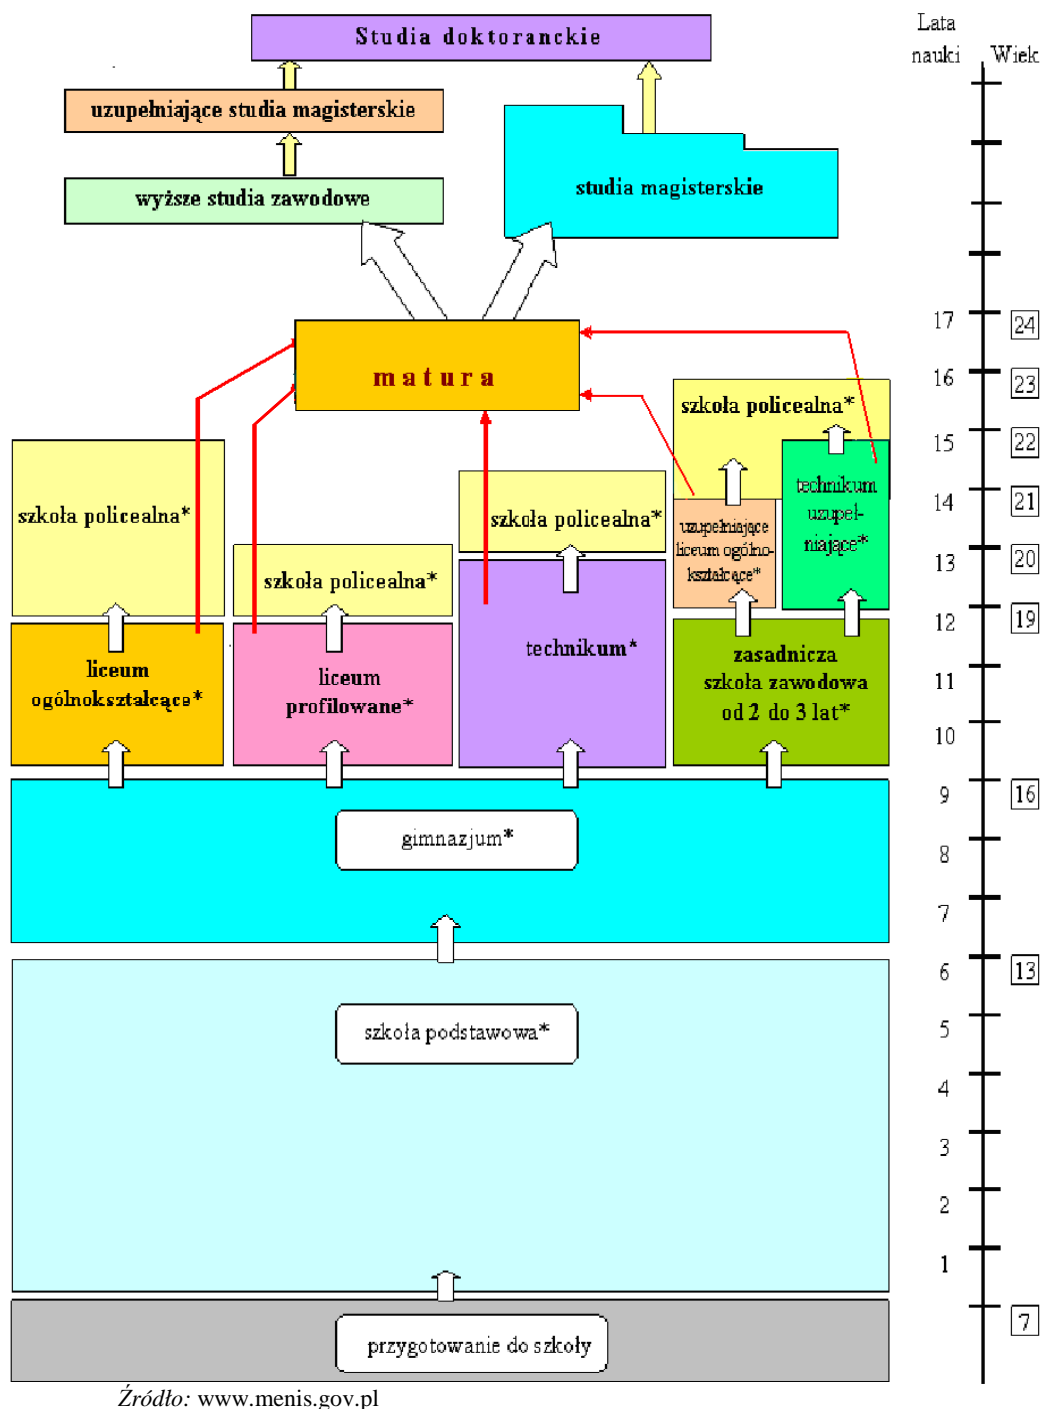 Lata
nauki
Wiek
Studia doktoranckie
uzupełniające studia magisterskie
wyższe studia zawodowe
studia magisterskie
17
24
matura
16
23
szkoła policealna*
15
22
szkoła policealna*
szkoła policealna*
technikum
uzupeł-
niające*
14
21
uzupełniające
liceum ogólno-
kształcące*
13
20
szkoła policealna*
12
19
liceum
ogólnokształcące*
liceum
profilowane*
technikum*
zasadnicza
szkoła zawodowa
od 2 do 3 lat*
11
10
9
16
gimnazjum*
8
7
6
13
szkoła podstawowa*
5
4
3
2
1
przygotowanie do szkoły
7
Źródło: www.menis.gov.pl